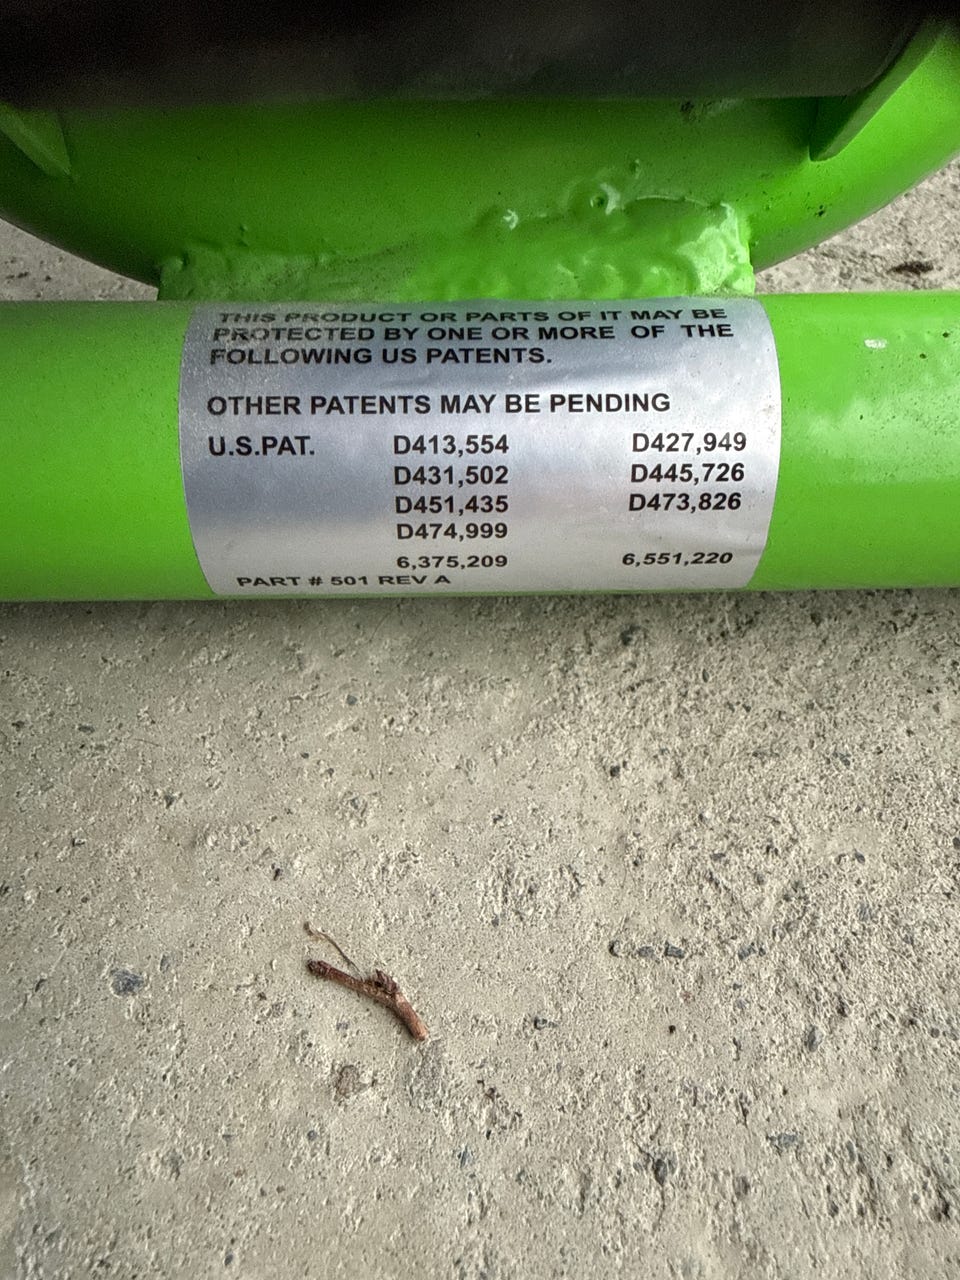 THIS PRODUCT OR PARTS OF IT MAY BE
PROTECTED BY ONE OR MORE OF THE
FOLLOWING US PATENTS.
OTHER PATENTS MAY BE PENDING
U.S.PAT. D413,554 D427,949
D431,502 D445,726
D451,435 D473,826
D474,999
6,375,209 6,551,220
PART # 501 REV A